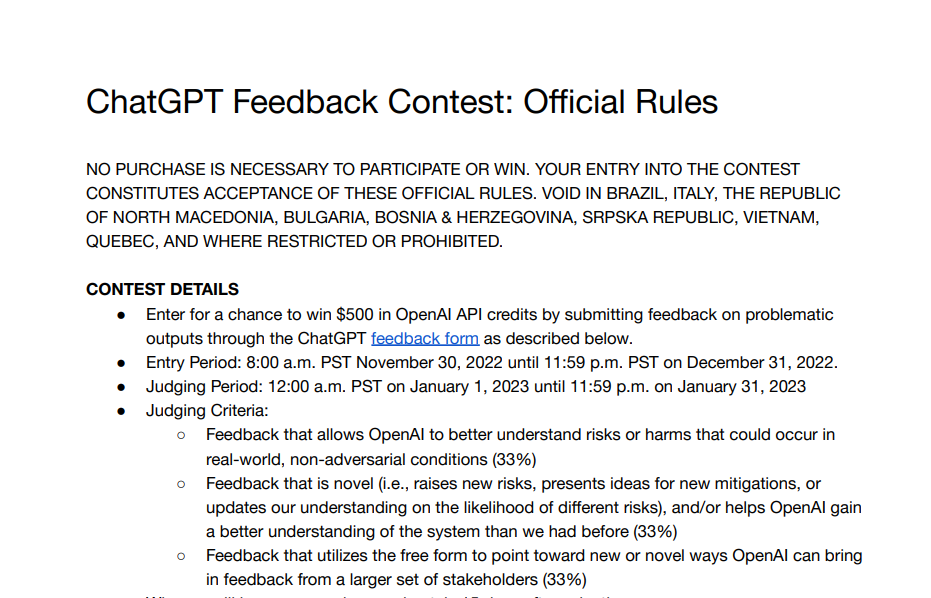 ChatGPT Feedback Contest: Official Rules
NO PURCHASE IS NECESSARY TO PARTICIPATE OR WIN. YOUR ENTRY INTO THE CONTEST
CONSTITUTES ACCEPTANCE OF THESE OFFICIAL RULES. VOID IN BRAZIL, ITALY, THE REPUBLIC
OF NORTH MACEDONIA, BULGARIA, BOSNIA & HERZEGOVINA, SRPSKA REPUBLIC, VIETNAM,
QUEBEC, AND WHERE RESTRICTED OR PROHIBITED.
CONTEST DETAILS
● Enter for a chance to win $500 in OpenAI API credits by submitting feedback on problematic
outputs through the ChatGPT feedback form as described below.
● Entry Period: 8:00 a.m. PST November 30, 2022 until 11:59 p.m. PST on December 31, 2022.
● Judging Period: 12:00 a.m. PST on January 1, 2023 until 11:59 p.m. on January 31, 2023
● Judging Criteria:
○ Feedback that allows OpenAI to better understand risks or harms that could occur in
real-world, non-adversarial conditions (33%)
○ Feedback that is novel (i.e., raises new risks, presents ideas for new mitigations, or
updates our understanding on the likelihood of different risks), and/or helps OpenAI gain
a better understanding of the system than we had before (33%)
○ Feedback that utilizes the free form to point toward new or novel ways OpenAI can bring
in feedback from a larger set of stakeholders (33%)